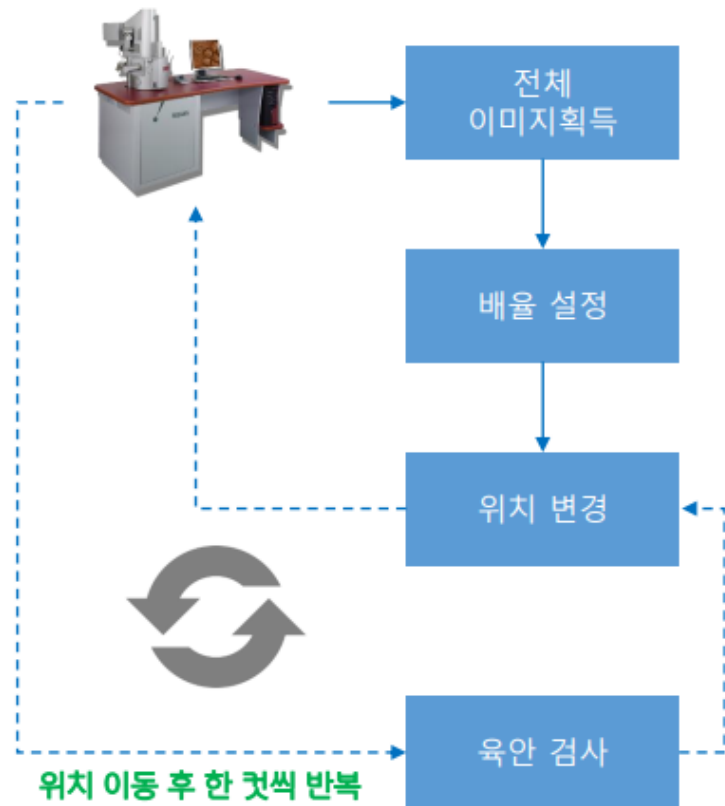 전체
이미지획득
배율 설정
위치 변경
육안 검사
위치 이동 후 한 컷씩 반복